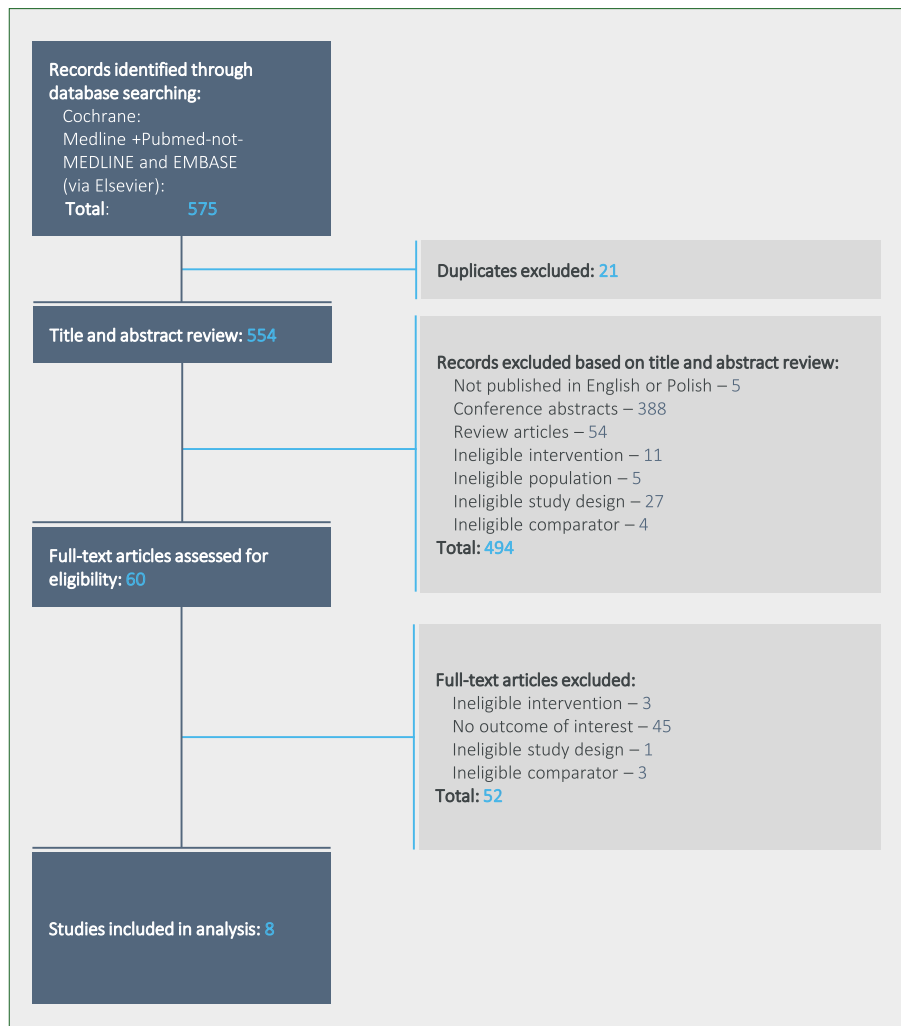 Records identified through
database searching:
Cochrane:
Medline +Pubmed-not-
MEDLINE and EMBASE
(via Elsevier):
Total: 575
Duplicates excluded: 21
Title and abstract review: 554
Records excluded based on title and abstract review:
Not published in English or Polish – 5
Conference abstracts – 388
Review articles – 54
Ineligible intervention – 11
Ineligible population – 5
Ineligible study design – 27
Ineligible comparator – 4
Total: 494
Full-text articles assessed for
eligibility: 60
Full-text articles excluded:
Ineligible intervention – 3
No outcome of interest – 45
Ineligible study design – 1
Ineligible comparator – 3
Total: 52
Studies included in analysis: 8